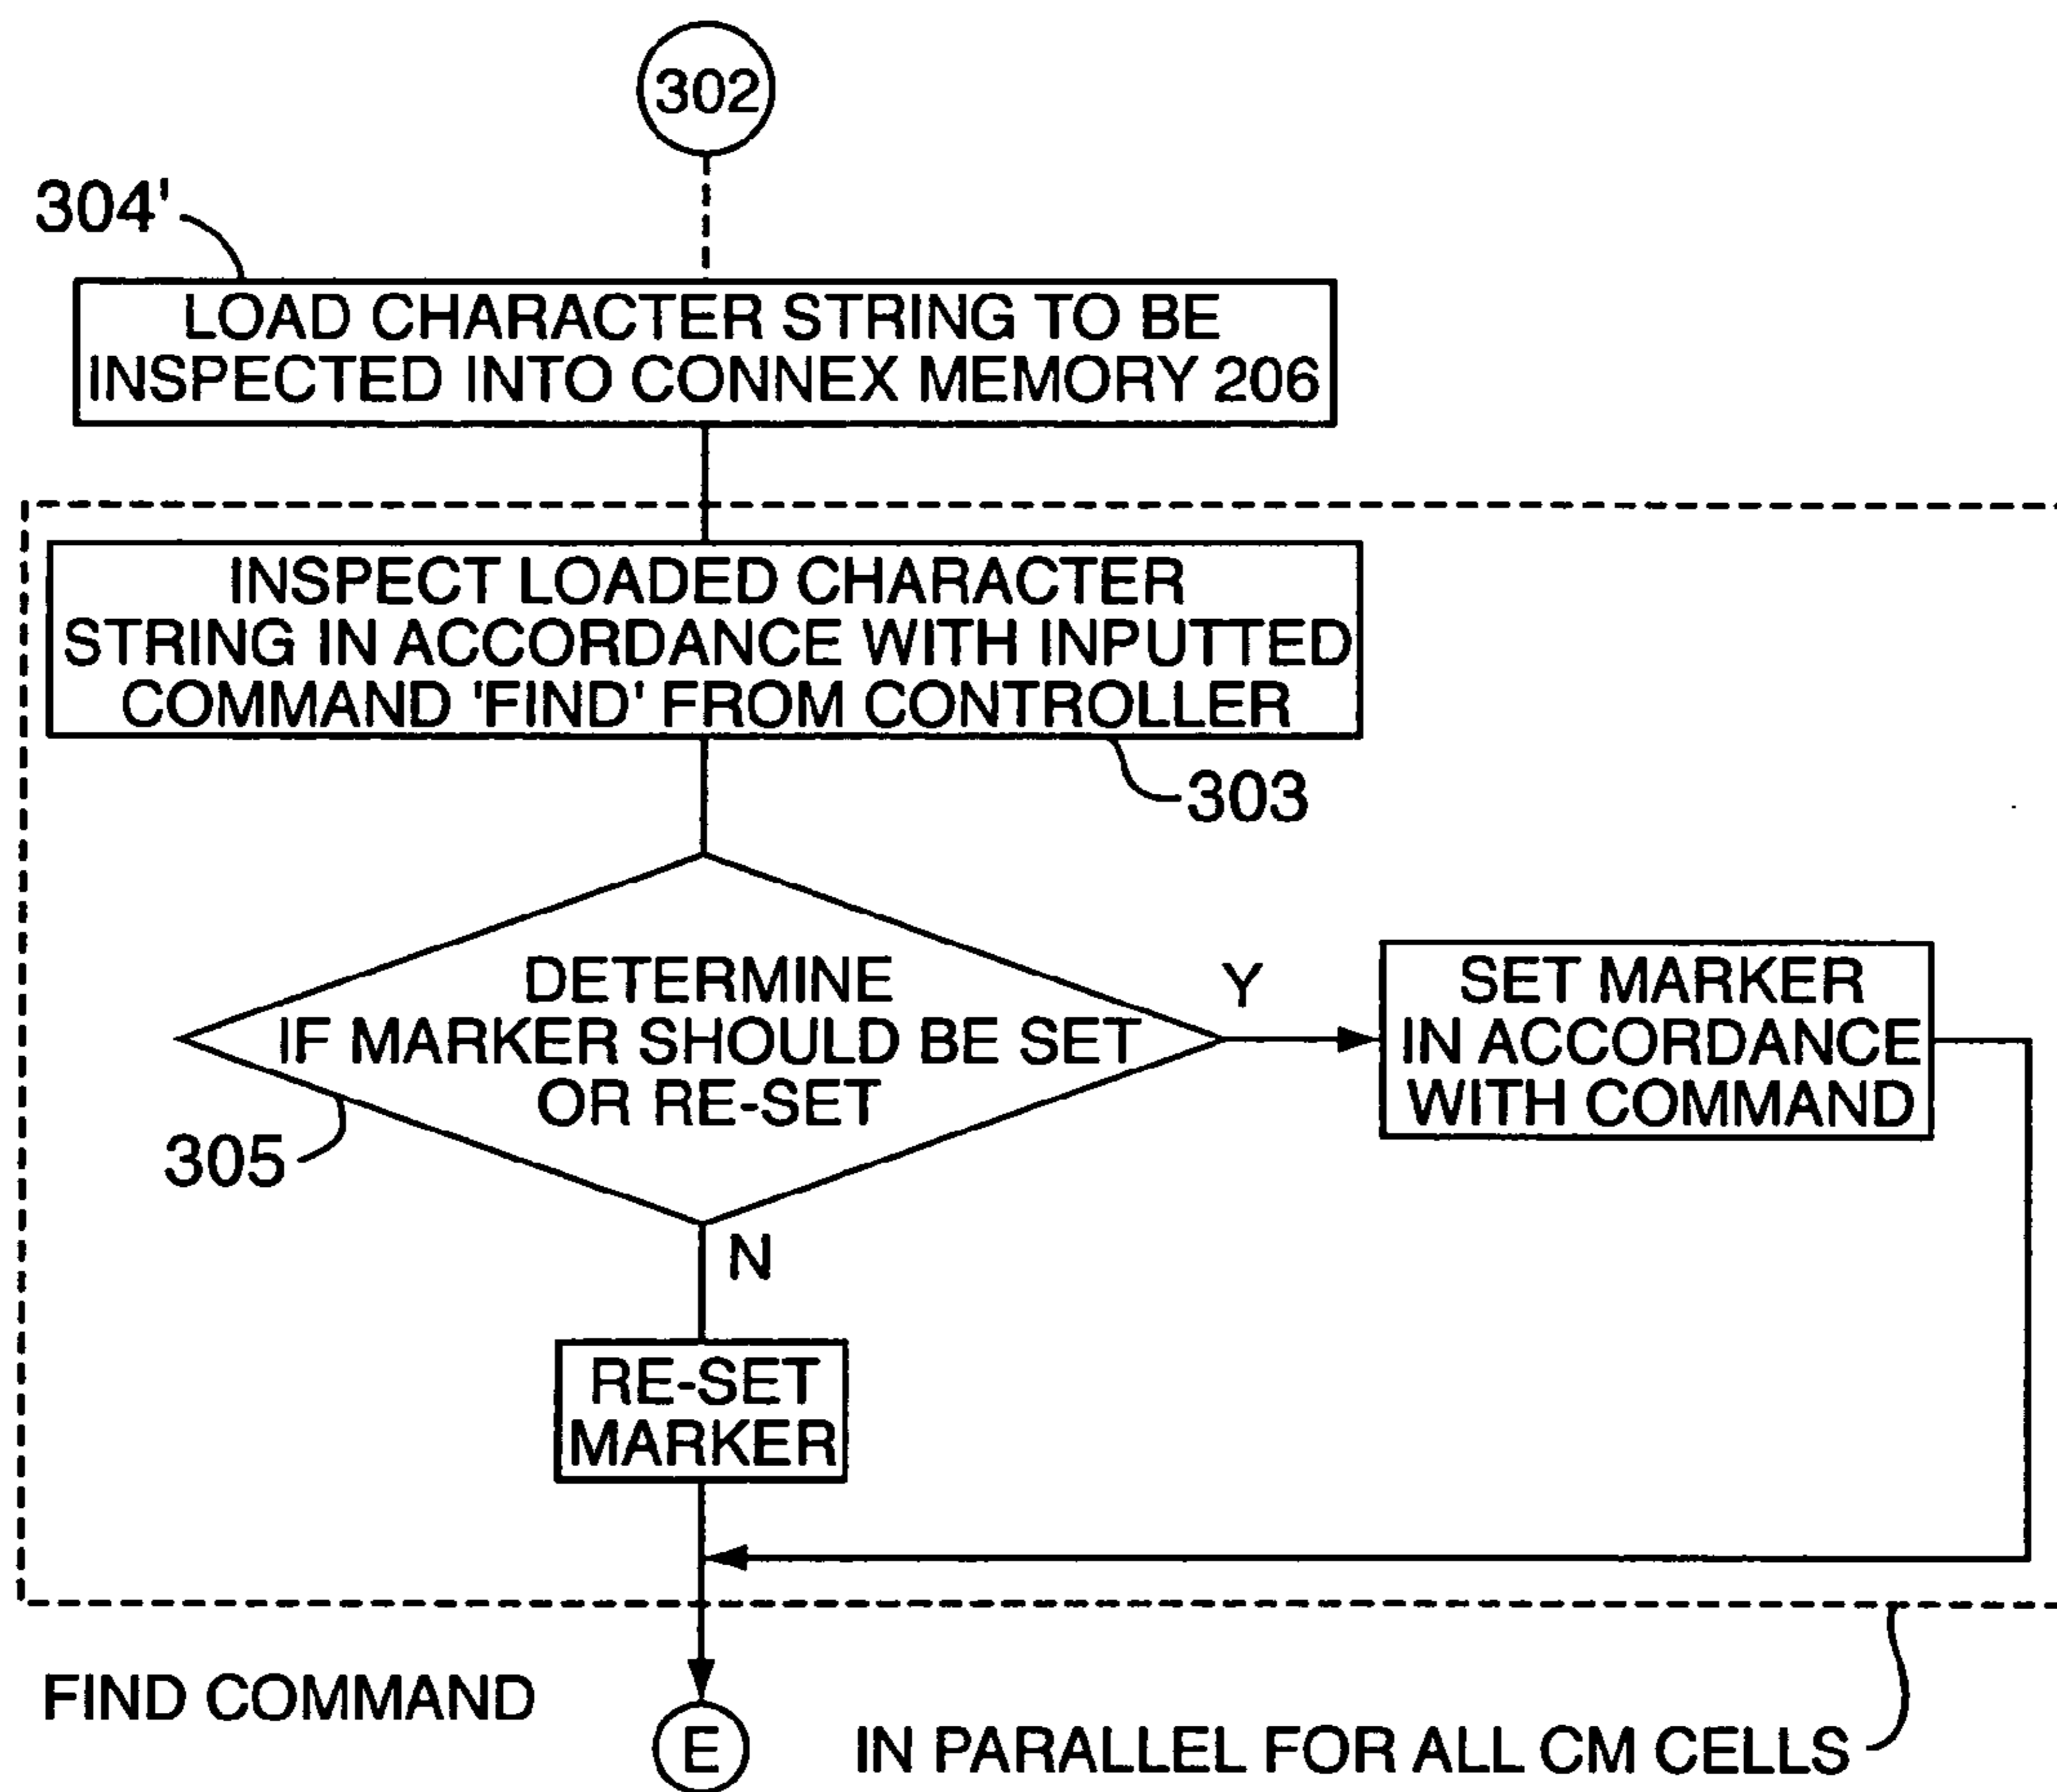 302
304'
LOAD CHARACTER STRING TO BE
INSPECTED INTO CONNEX MEMORY 206
INSPECT LOADED CHARACTER
STRING IN ACCORDANCE WITH INPUTTED
COMMAND 'FIND' FROM CONTROLLER
303
DETERMINE
IF MARKER SHOULD BE SET
OR RE-SET
305
Y
SET MARKER
IN ACCORDANCE
WITH COMMAND
N
RE-SET
MARKER
FIND COMMAND
E
IN PARALLEL FOR ALL CM CELLS